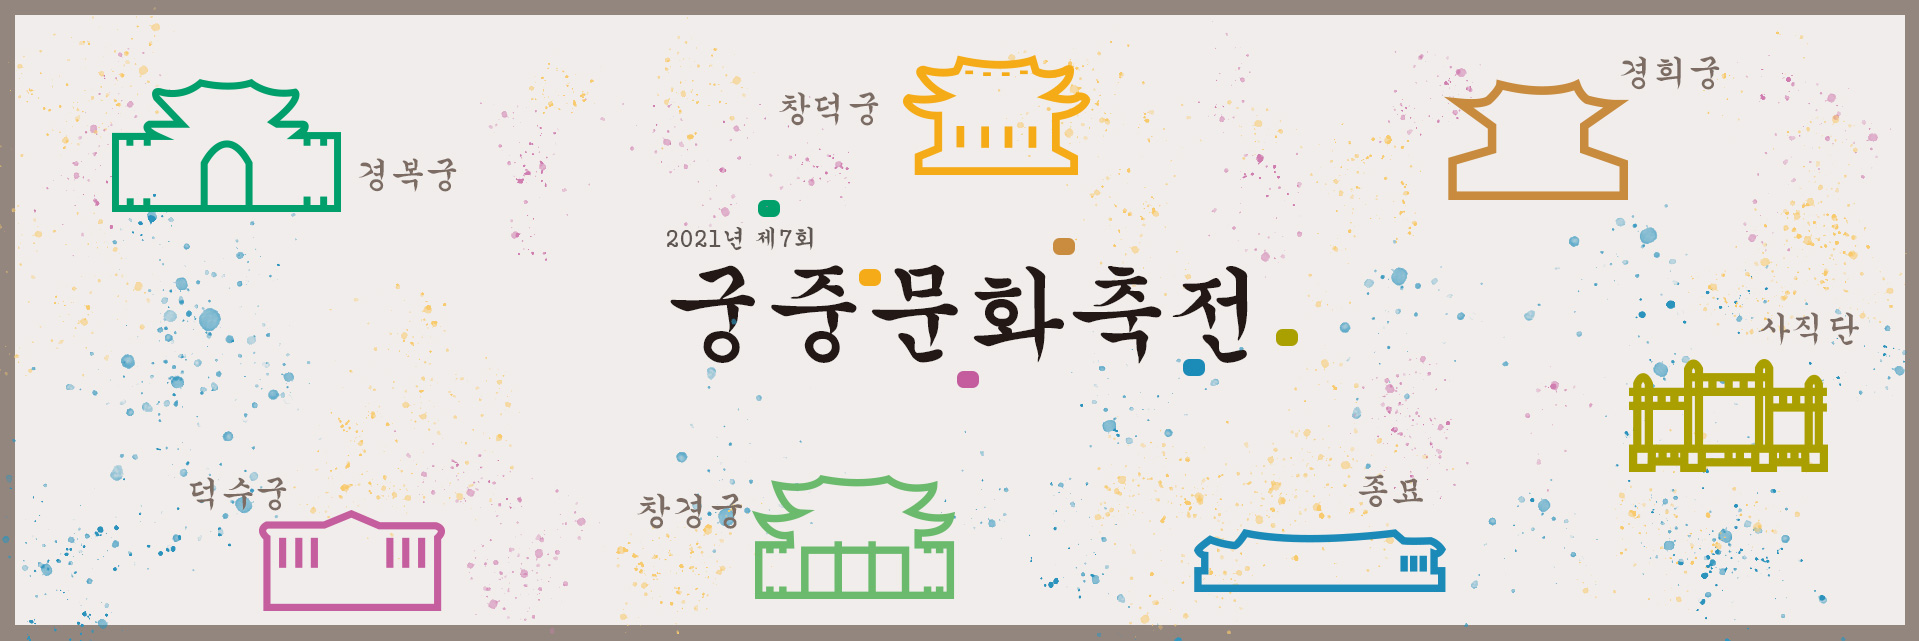 경희궁
창덕궁
경복궁
2021년 제7회
궁중문화축전
사직단
덕수궁
창경궁
종묘